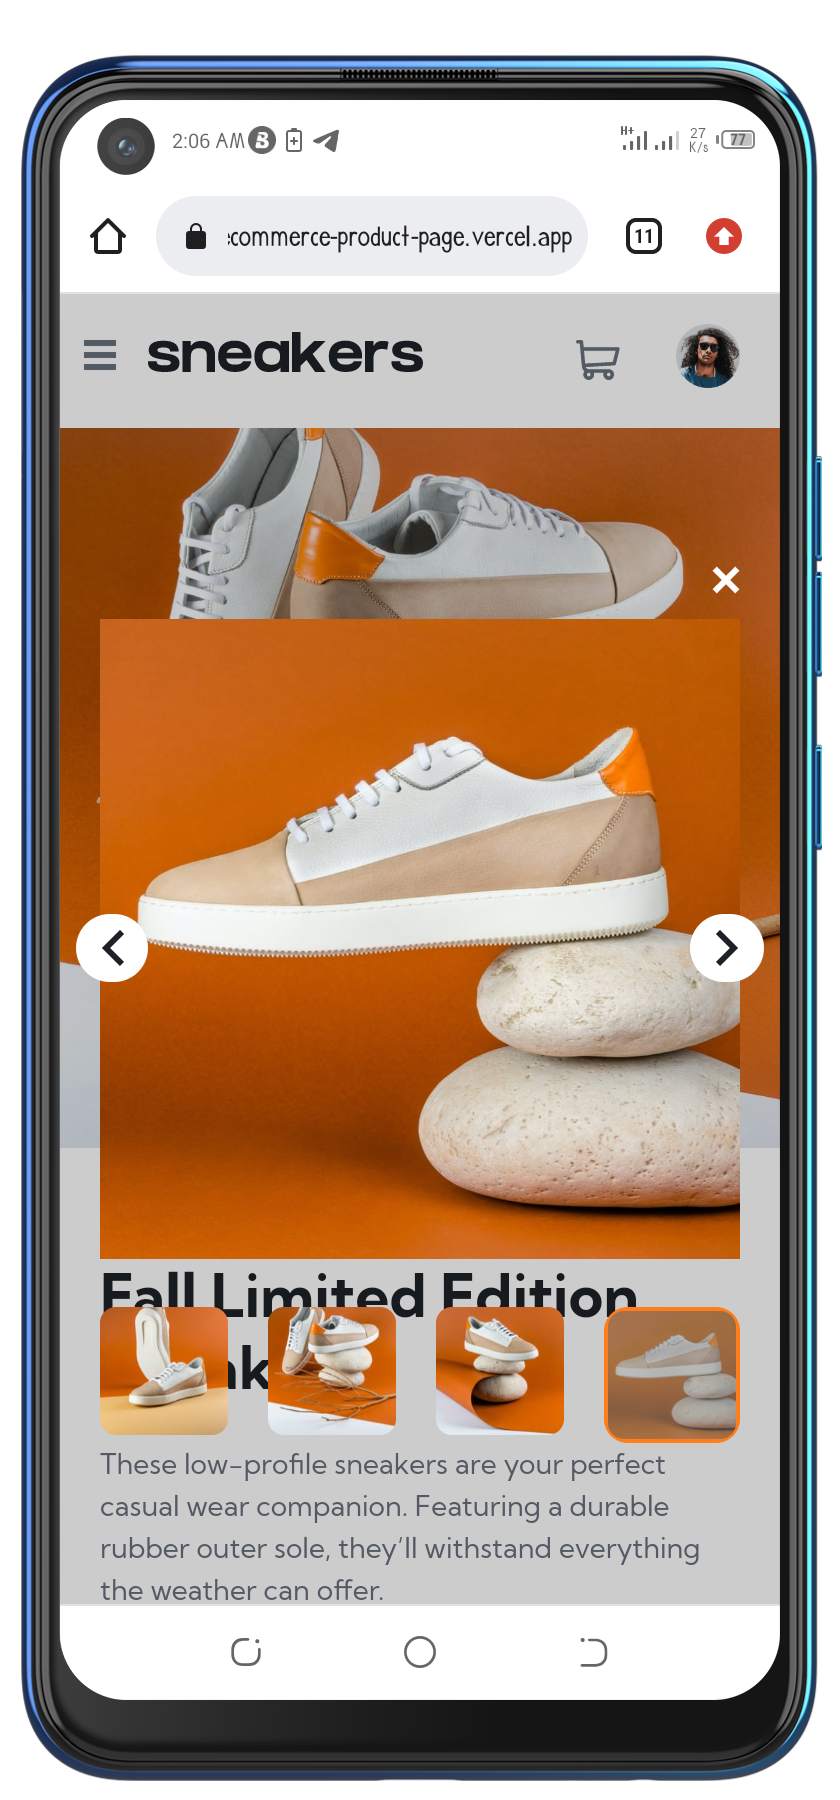 2:06 AM
H+
27
K/s
77
commerce-product-page.vercel.app
11
sneakers
Fall Limited Edition
These low-profile sneakers are your perfect
casual wear companion. Featuring a durable
rubber outer sole, they’ll withstand everything
the weather can offer.